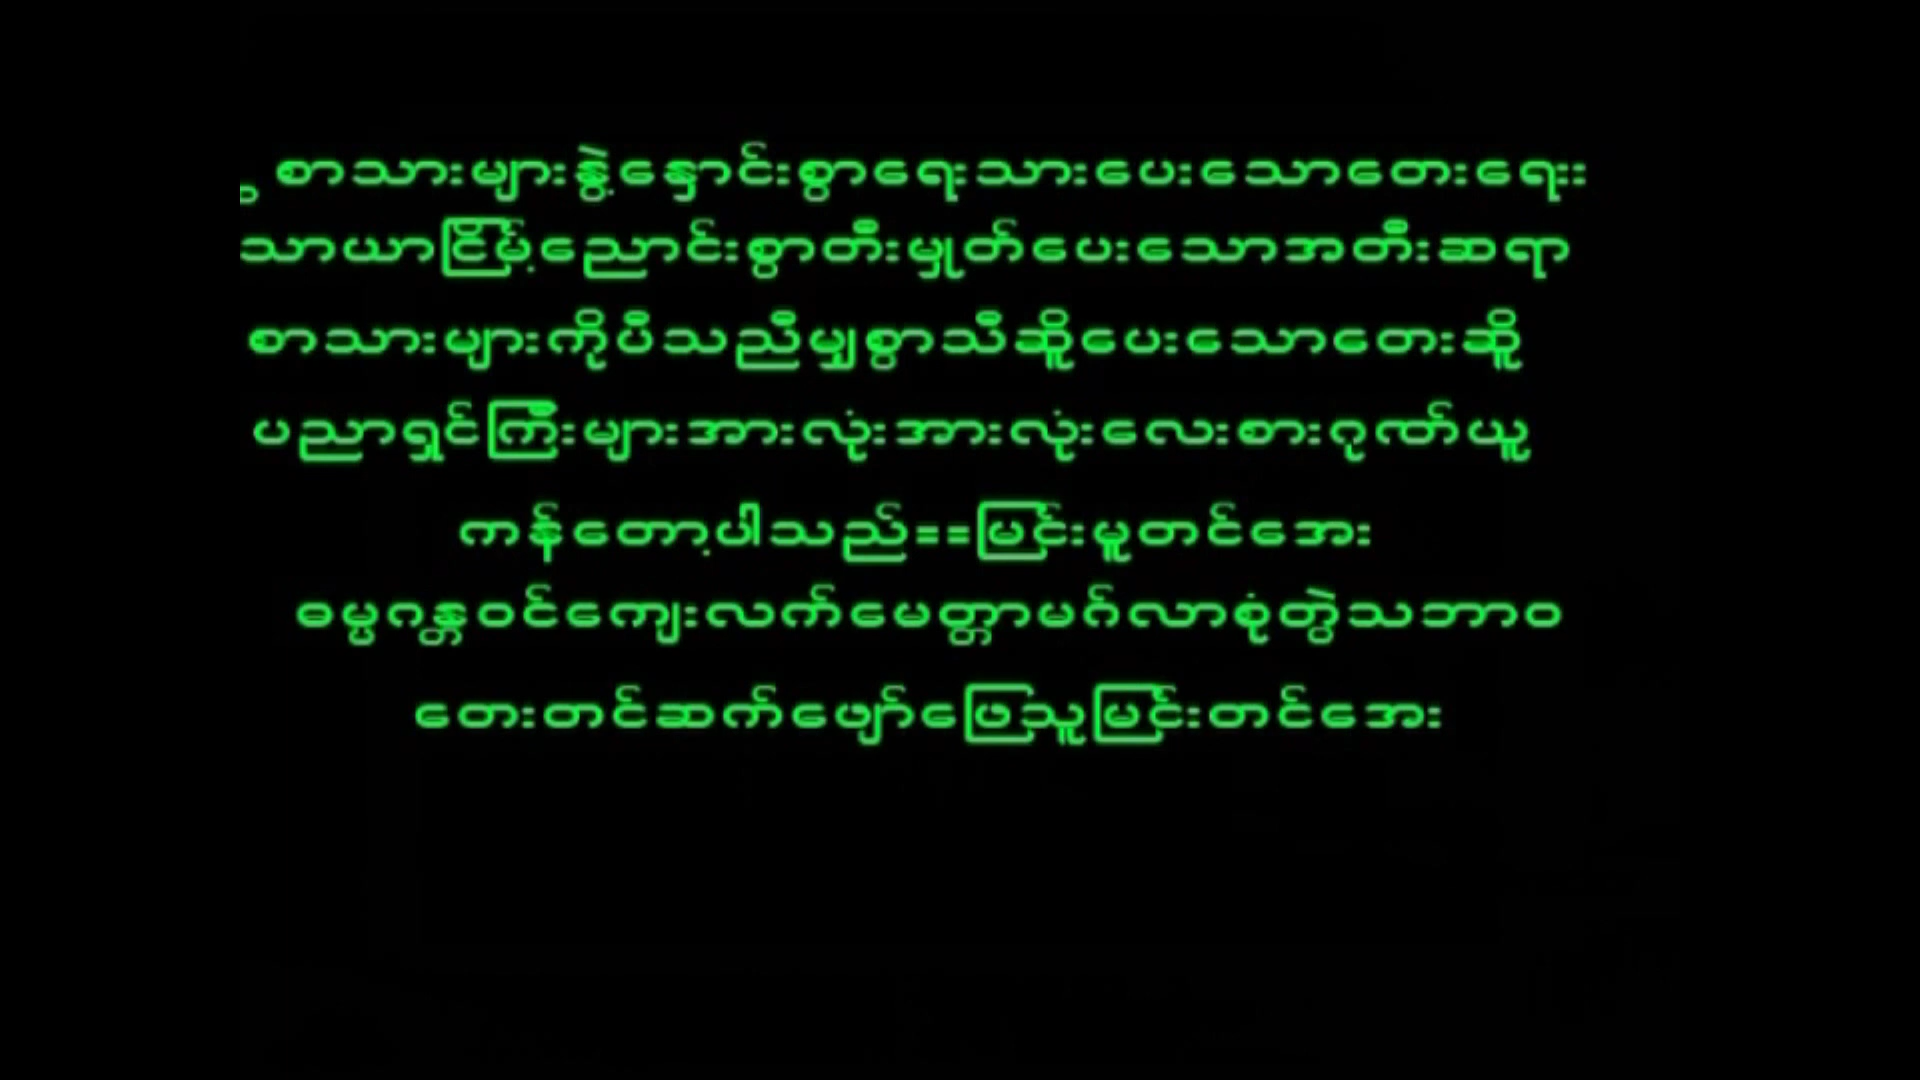 စာသားများနွဲ့နှောင်းစွာရေးသားပေးသောတေးရေးး
သာယာငြိမ့်ညောင်းစွာတီးမှုတ်ပေးသောအတီးဆရာ
စာသားများကိုပီသညီမျှစွာသီဆိုူပေးသောတေးဆိုူ
ပညာရှင်ကြီးများအားလုံးအားလုံးလေးစားဂုဏ်ယူ
ကန်တော့ပါသည်==မြင်းမူတင်အေး
ဓမ္မဂန္တဝင်ကျေးလက်မေတ္တာမင်္ဂလာစုံတွဲသဘာဝ
တေးတင်ဆက်ဖျော်ဖြေသူမြင်းတင်အေး